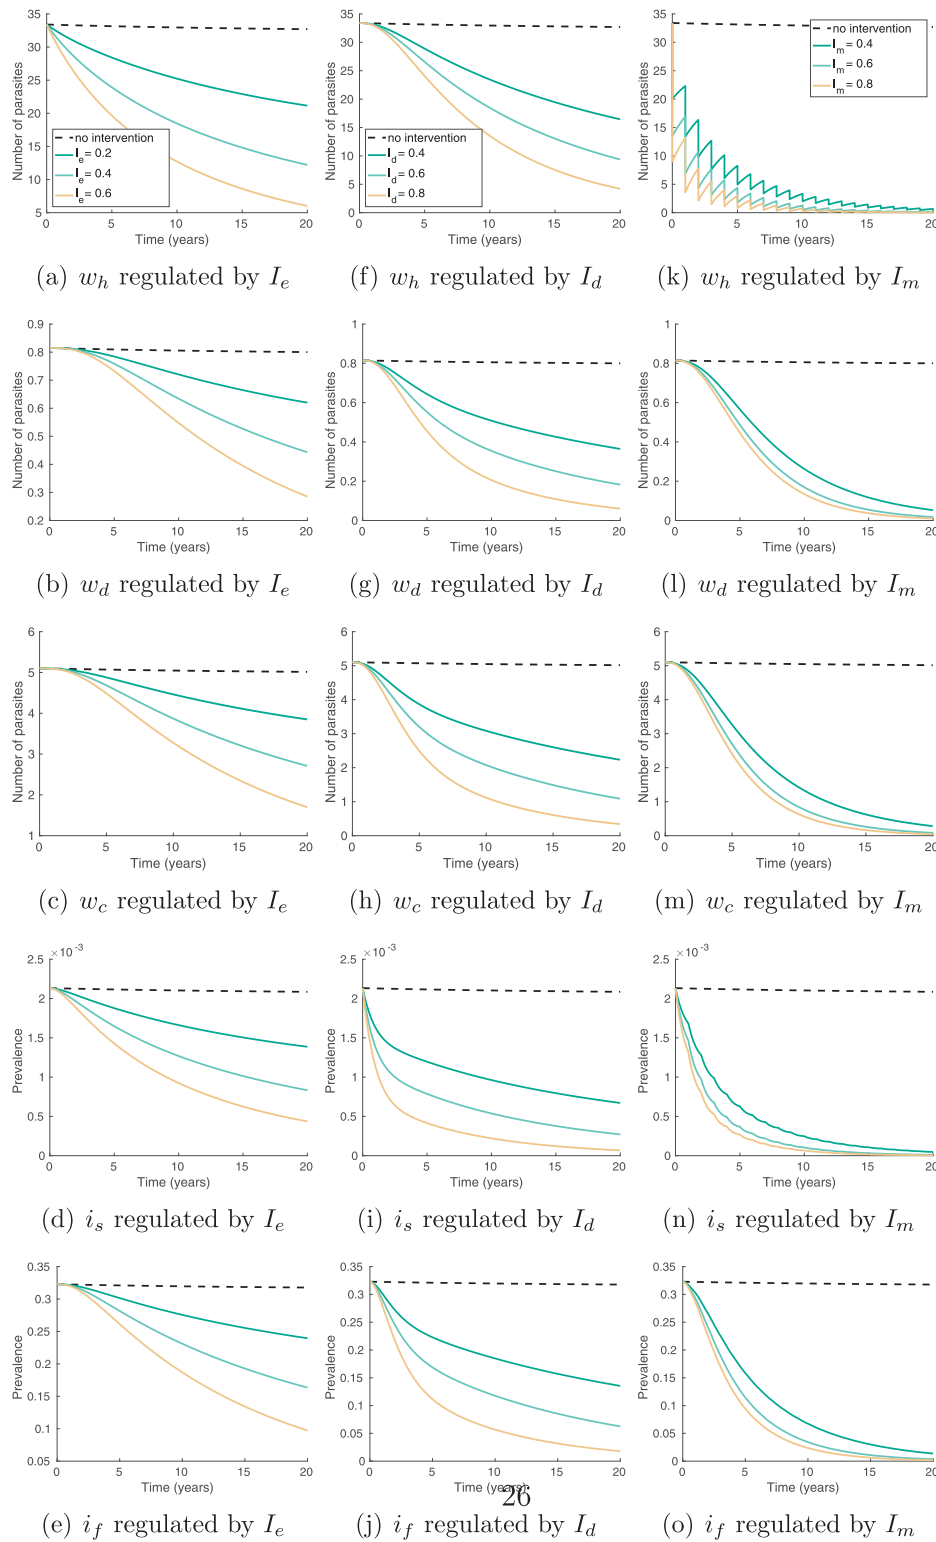 35
30
25
20
15
10
5
Number of parasites
no intervention
I_e = 0.2
I_e = 0.4
I_e = 0.6
0 5 10 15 20
Time (years)
(a) w_h regulated by I_e
35
30
25
20
15
10
5
0
Number of parasites
no intervention
I_d = 0.4
I_d = 0.6
I_d = 0.8
0 5 10 15 20
Time (years)
(f) w_h regulated by I_d
35
30
25
20
15
10
5
0
Number of parasites
no intervention
I_m = 0.4
I_m = 0.6
I_m = 0.8
0 5 10 15 20
Time (years)
(k) w_h regulated by I_m
0.9
0.8
0.7
0.6
0.5
0.4
0.3
0.2
Number of parasites
0 5 10 15 20
Time (years)
(b) w_d regulated by I_e
1
0.8
0.6
0.4
0.2
0
Number of parasites
0 5 10 15 20
Time (years)
(g) w_d regulated by I_d
1
0.8
0.6
0.4
0.2
0
Number of parasites
0 5 10 15 20
Time (years)
(l) w_d regulated by I_m
6
5
4
3
2
1
Number of parasites
0 5 10 15 20
Time (years)
(c) w_c regulated by I_e
6
5
4
3
2
1
0
Number of parasites
0 5 10 15 20
Time (years)
(h) w_c regulated by I_d
6
5
4
3
2
1
0
Number of parasites
0 5 10 15 20
Time (years)
(m) w_c regulated by I_m
×10^-3
2.5
2
1.5
1
0.5
0
Prevalence
0 5 10 15 20
Time (years)
(d) i_s regulated by I_e
×10^-3
2.5
2
1.5
1
0.5
0
Prevalence
0 5 10 15 20
Time (years)
(i) i_s regulated by I_d
×10^-3
2.5
2
1.5
1
0.5
0
Prevalence
0 5 10 15 20
Time (years)
(n) i_s regulated by I_m
0.35
0.3
0.25
0.2
0.15
0.1
0.05
Prevalence
0 5 10 15 20
Time (years)
(e) i_f regulated by I_e
0.35
0.3
0.25
0.2
0.15
0.1
0.05
0
Prevalence
0 5 10 15 20
Time (years)
(j) i_f regulated by I_d
0.35
0.3
0.25
0.2
0.15
0.1
0.05
0
Prevalence
0 5 10 15 20
Time (years)
(o) i_f regulated by I_m
26